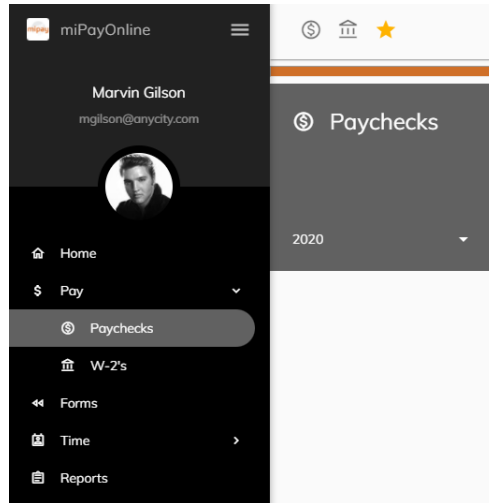 mipay
miPayOnline
Marvin Gilson
mgilson@anycity.com
Home
Pay
Paychecks
W-2's
Forms
Time
Reports
Paychecks
2020